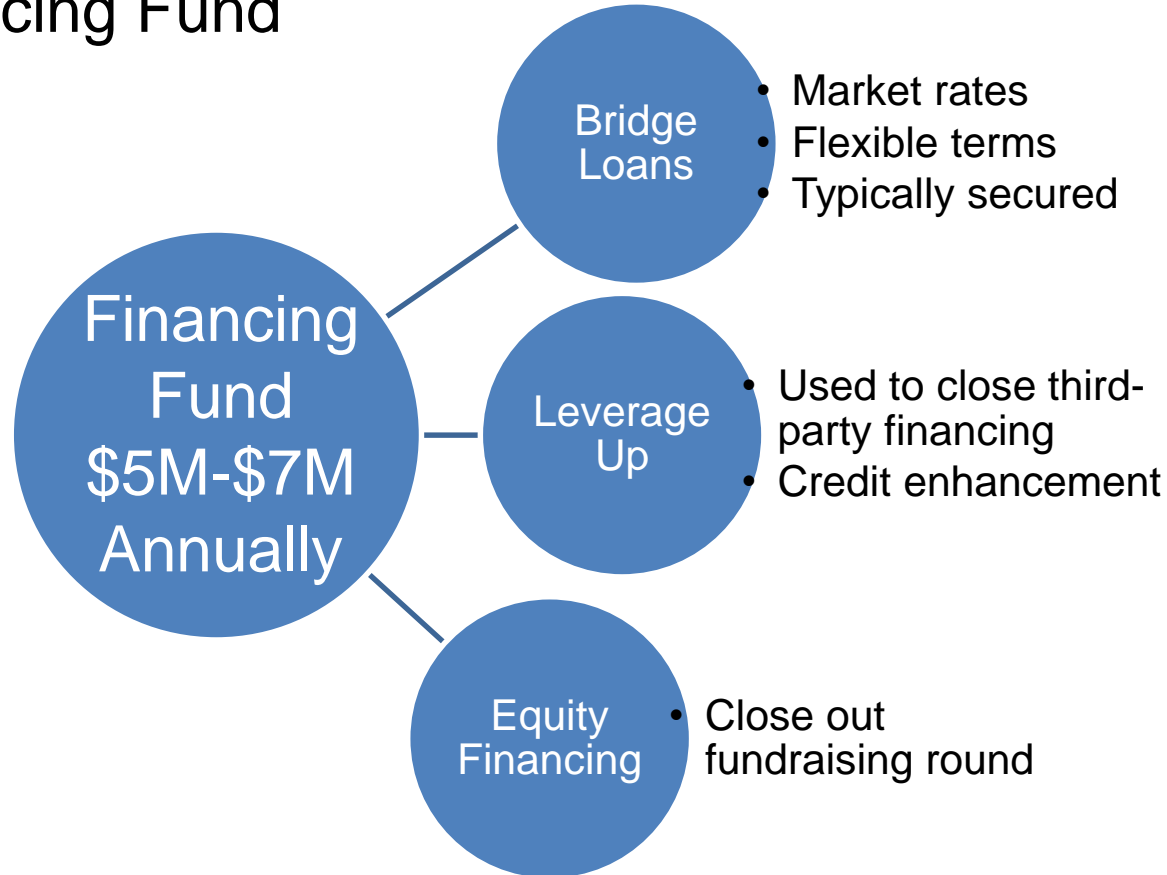 cing Fund
Bridge
Loans
• Market rates
• Flexible terms
• Typically secured
Financing
Fund
$5M-$7M
Annually
Leverage
Up
• Used to close third-
party financing
• Credit enhancement
Equity
Financing
• Close out
fundraising round